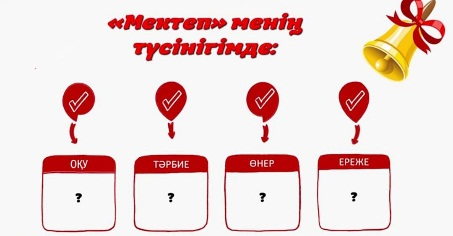 «Мектеп» менің
түсінігімде:
ОҚУ ТӘРБИЕ ӨНЕР ЕРЕЖЕ
? ? ? ?